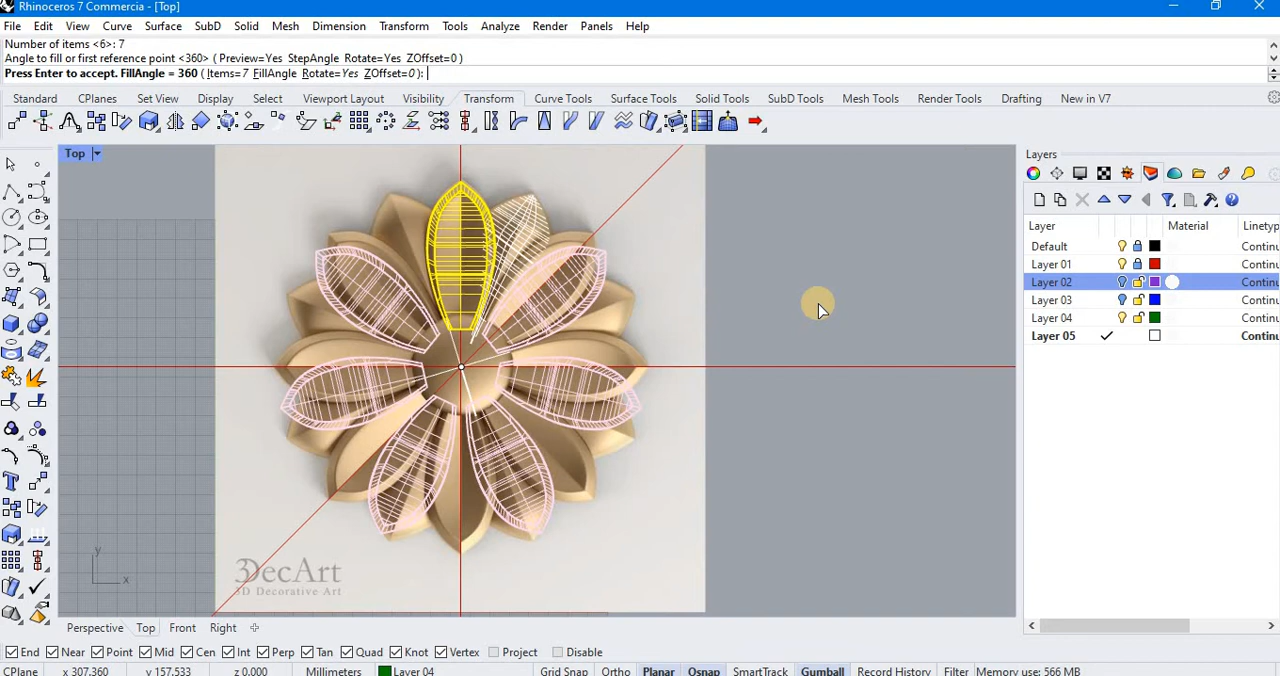 Rhinoceros 7 Commercia - [Top]
File Edit View Curve Surface SubD Solid Mesh Dimension Transform Tools Analyze Render Panels Help
Number of items <6>: 7
Angle to fill or first reference point <360> ( Preview=Yes StepAngle Rotate=Yes ZOffset=0 )
Press Enter to accept. FillAngle = 360 ( Items=7 FillAngle Rotate=Yes ZOffset=0 ):
Standard CPlanes Set View Display Select Viewport Layout Visibility Transform Curve Tools Surface Tools Solid Tools SubD Tools Mesh Tools Render Tools Drafting New in V7
Top
Layers
Layer Material Linetyp
Default Continu
Layer 01 Continu
Layer 02 Continu
Layer 03 Continu
Layer 04 Continu
Layer 05 Continu
3DecArt
3D Decorative Art
y
x
Perspective Top Front Right
End Near Point Mid Cen Int Perp Tan Quad Knot Vertex Project Disable
CPlane x 307.360 y 157.533 z 0.000 Millimeters Layer 04 Grid Snap Ortho Planar Osnap SmartTrack Gumball Record History Filter Memory use: 566 MB